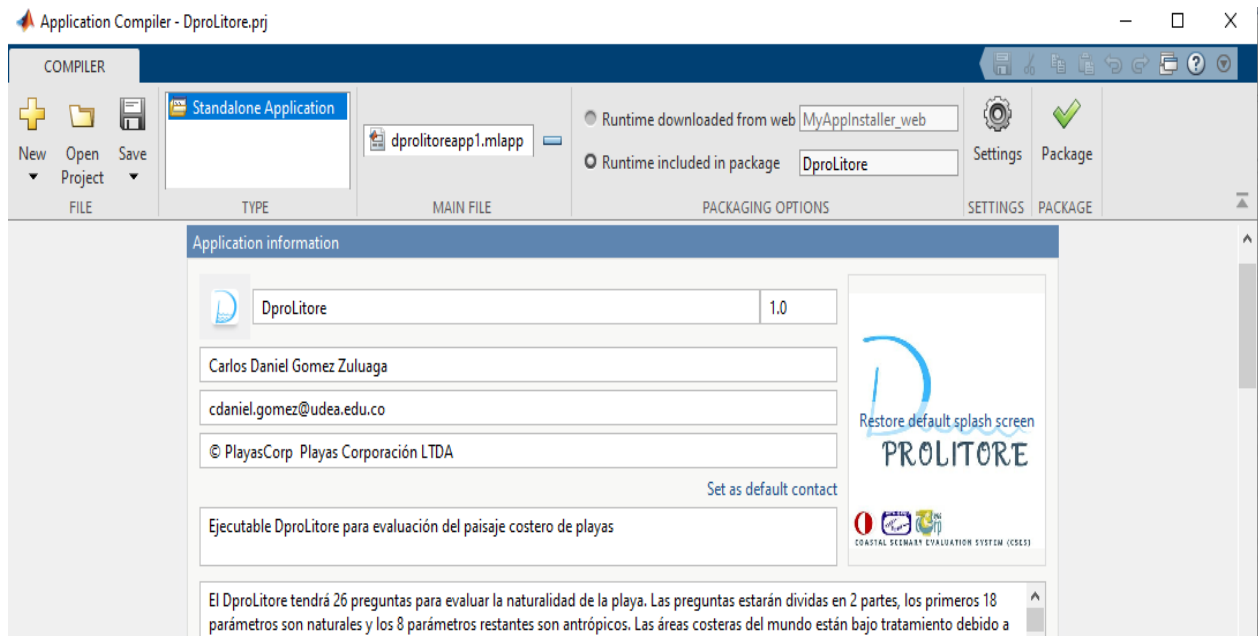 Application Compiler - DproLitore.prj
COMPILER
New
Open Project
Save
FILE
Standalone Application
TYPE
dprolitoreapp1.mlapp
MAIN FILE
Runtime downloaded from web MyAppInstaller_web
Runtime included in package DproLitore
PACKAGING OPTIONS
Settings
SETTINGS
Package
PACKAGE
Application information
DproLitore 1.0
Carlos Daniel Gomez Zuluaga
cdaniel.gomez@udea.edu.co
© PlayasCorp Playas Corporación LTDA
Set as default contact
Ejecutable DproLitore para evaluación del paisaje costero de playas
Restore default splash screen
PROLITORE
COASTAL SCENARY EVALUATION SYSTEM (CSES)
El DproLitore tendrá 26 preguntas para evaluar la naturalidad de la playa. Las preguntas estarán dividas en 2 partes, los primeros 18
parámetros son naturales y los 8 parámetros restantes son antrópicos. Las áreas costeras del mundo están bajo tratamiento debido a